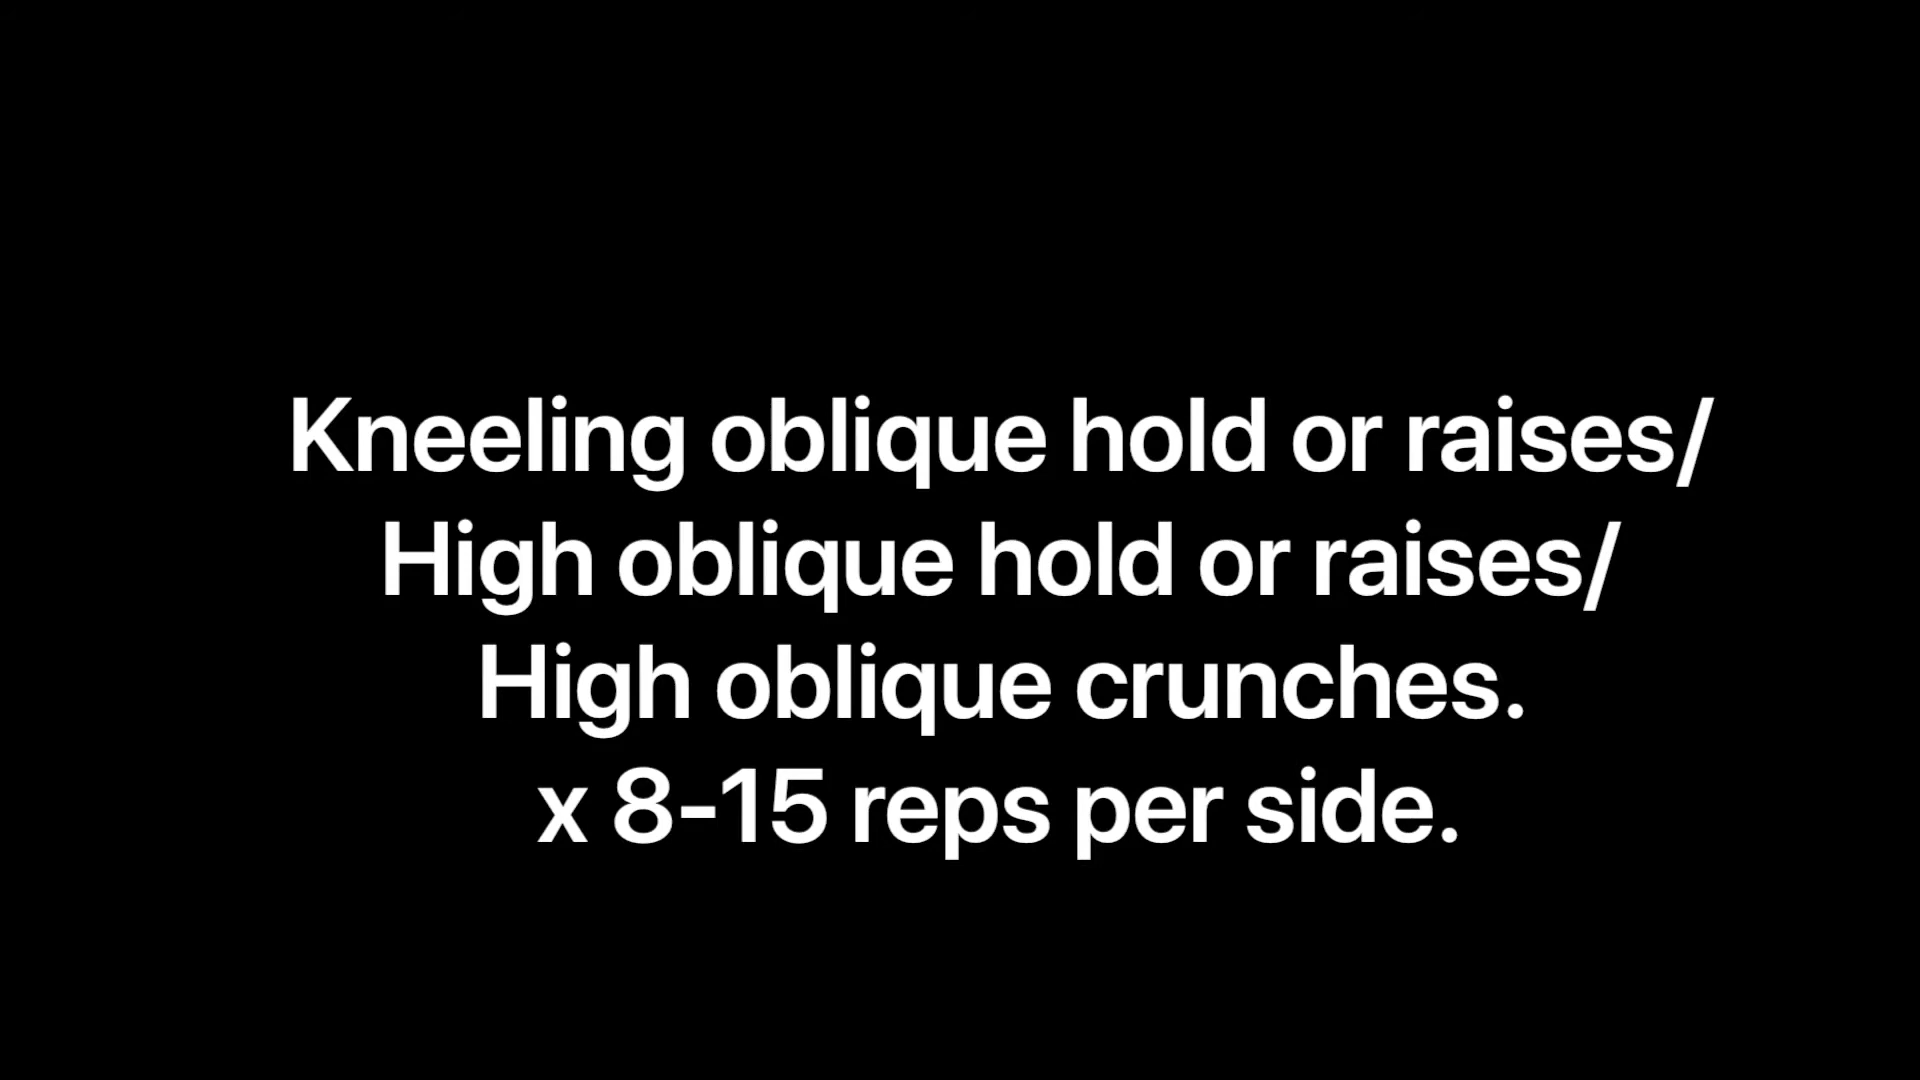 Kneeling oblique hold or raises/
High oblique hold or raises/
High oblique crunches.
x 8-15 reps per side.